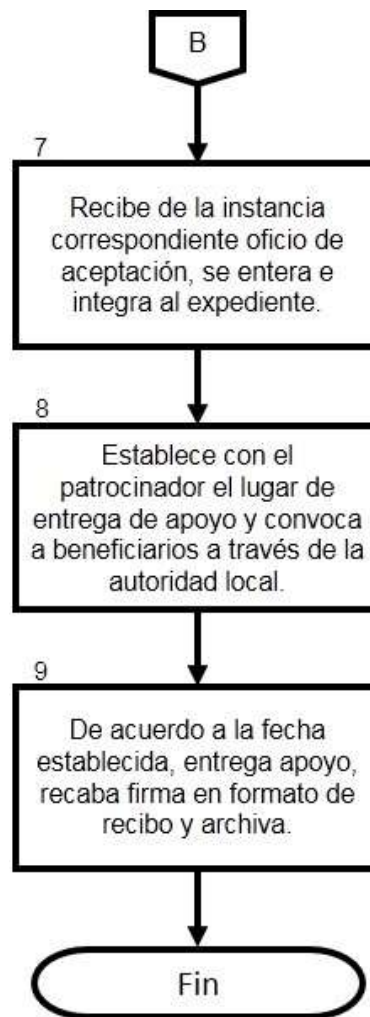 B
7
Recibe de la instancia
correspondiente oficio de
aceptación, se entera e
integra al expediente.
8
Establece con el
patrocinador el lugar de
entrega de apoyo y convoca
a beneficiarios a través de la
autoridad local.
9
De acuerdo a la fecha
establecida, entrega apoyo,
recaba firma en formato de
recibo y archiva.
Fin